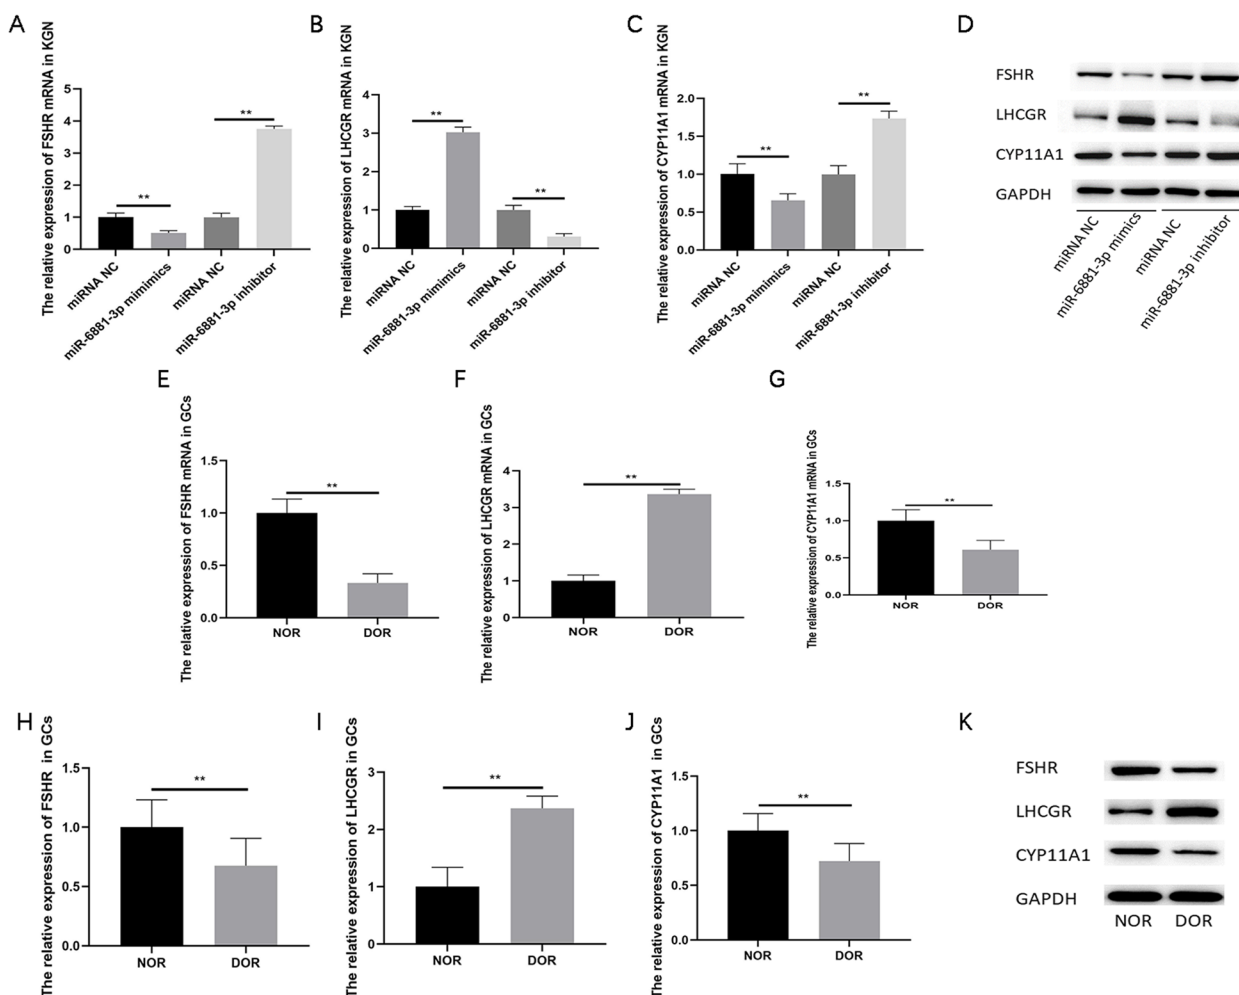 A
The relative expression of FSHR mRNA in KGN
5
4
3
2
1
0
**
**
miRNA NC
miR-6881-3p mimimics
miRNA NC
miR-6881-3p inhibitor
B
The relative expression of LHCGR mRNA in KGN
4
3
2
1
0
**
**
miRNA NC
miR-6881-3p mimimics
miRNA NC
miR-6881-3p inhibitor
C
The relative expression of CYP11A1 mRNA in KGN
2.0
1.5
1.0
0.5
0.0
**
**
miRNA NC
miR-6881-3p mimimics
miRNA NC
miR-6881-3p inhibitor
D
FSHR
LHCGR
CYP11A1
GAPDH
miRNA NC
miR-6881-3p mimics
miRNA NC
miR-6881-3p inhibitor
E
The relative expression of FSHR mRNA in GCs
1.5
1.0
0.5
0.0
**
NOR DOR
F
The relative expression of LHCGR mRNA in GCs
4
3
2
1
0
**
NOR DOR
G
The relative expression of CYP11A1 mRNA in GCs
1.5
1.0
0.5
0.0
**
NOR DOR
H
The relative expression of FSHR in GCs
1.5
1.0
0.5
0.0
**
NOR DOR
I
The relative expression of LHCGR in GCs
3
2
1
0
**
NOR DOR
J
The relative expression of CYP11A1 in GCs
1.5
1.0
0.5
0.0
**
NOR DOR
K
FSHR
LHCGR
CYP11A1
GAPDH
NOR DOR